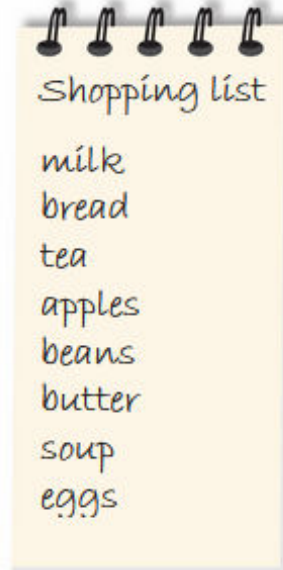 Shopping list
milk
bread
tea
apples
beans
butter
soup
eggs